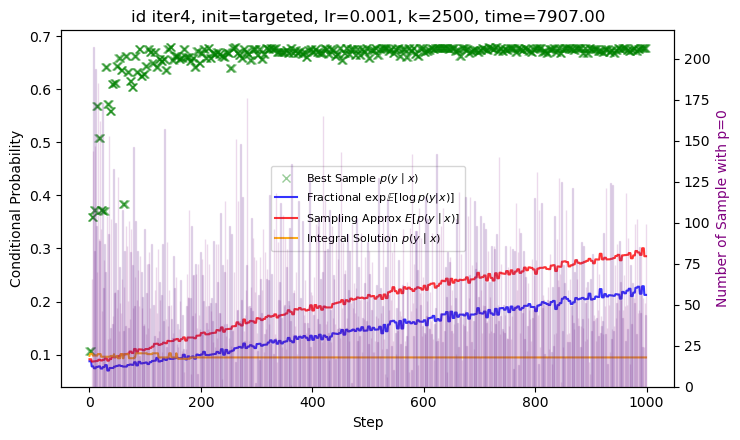 id iter4, init=targeted, lr=0.001, k=2500, time=7907.00
Conditional Probability
0.7
0.6
0.5
0.4
0.3
0.2
0.1
Best Sample p(y | x)
Fractional exp𝔼[log p(y|x)]
Sampling Approx E[p(y | x)]
Integral Solution p(y | x)
200
175
150
125
100
75
50
25
0
Number of Sample with p=0
0 200 400 600 800 1000
Step